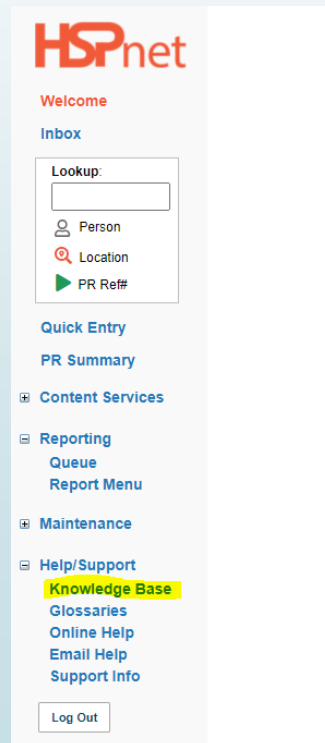 HSPnet
Welcome
Inbox
Lookup:
Person
Location
PR Ref#
Quick Entry
PR Summary
Content Services
Reporting
Queue
Report Menu
Maintenance
Help/Support
Knowledge Base
Glossaries
Online Help
Email Help
Support Info
Log Out